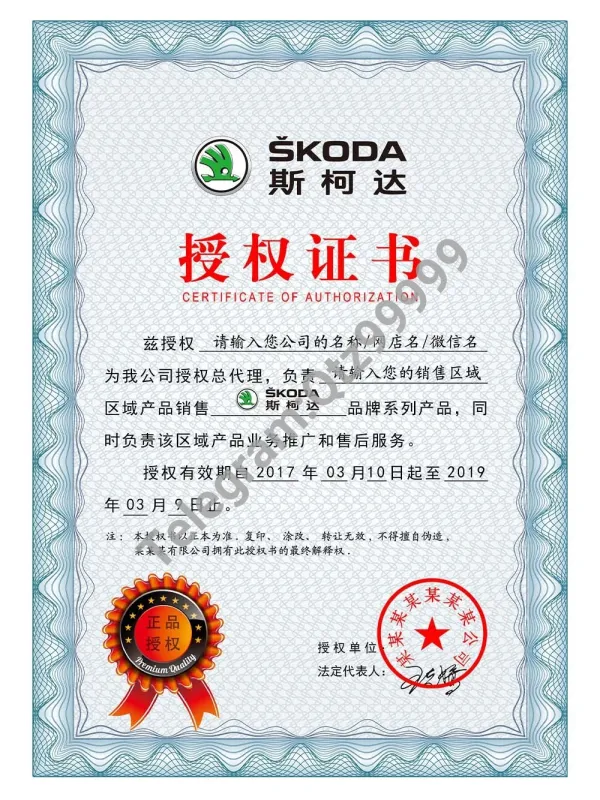 ŠKODA
斯柯达
授权证书
CERTIFICATE OF AUTHORIZATION
兹授权 请输入您公司的名称/网店名/微信名
为我公司授权总代理，负责 请输入您的销售区域
区域产品销售 ŠKODA 斯柯达 品牌系列产品，同
时负责该区域产品业务推广和售后服务。
授权有效期自 2017 年 03 月 10 日起至 2019
年 03 月 9 日止。
注： 本授权书以正本为准，复印、涂改、转让无效，不得擅自伪造，
某某某有限公司拥有此授权书的最终解释权．
正品
授权
Premium Quality
授权单位：
法定代表人：
某某某某某某公司
Telegram:Qtz99999